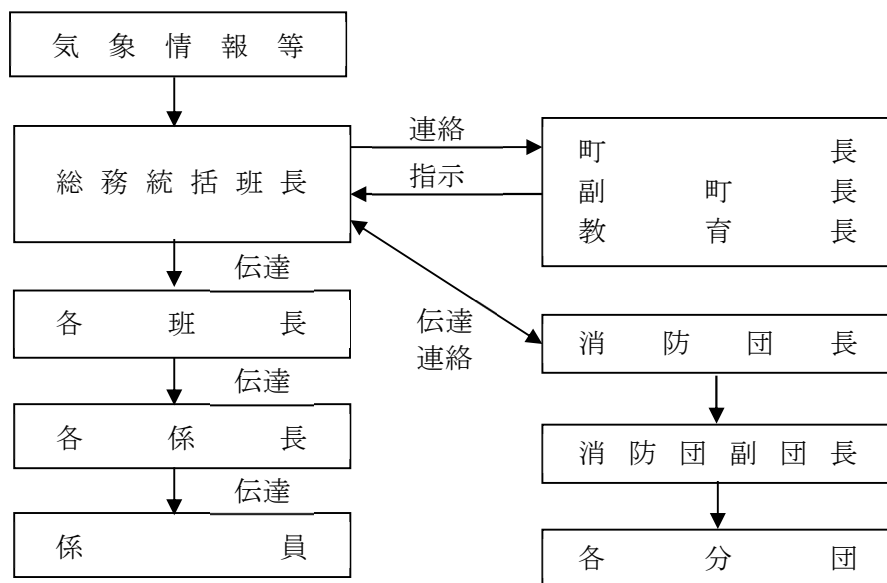 気象情報等
総務統括班長
連絡
指示
町長
副町長
教育長
伝達
各班長
伝達
連絡
消防団長
伝達
各係長
消防団副団長
伝達
係員
各分団